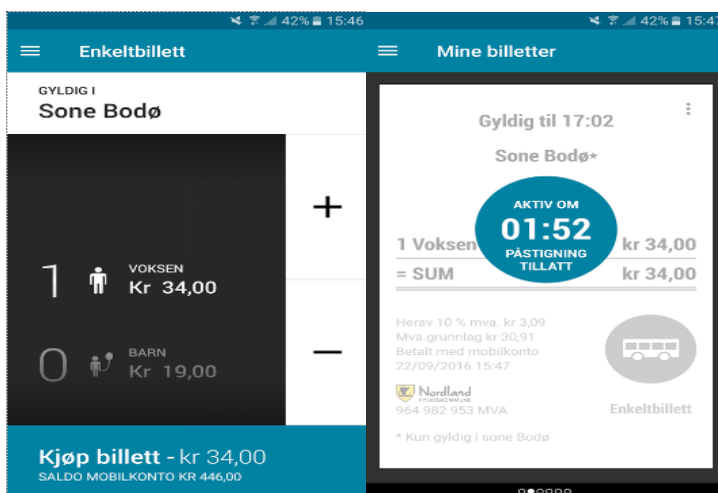 42% 15:46
Enkeltbillett
GYLDIG I
Sone Bodø
1 VOKSEN
Kr 34,00
0 BARN
Kr 19,00
+
−
Kjøp billett - kr 34,00
SALDO MOBILKONTO KR 446,00
42% 15:47
Mine billetter
Gyldig til 17:02
Sone Bodø*
AKTIV OM
01:52
PÅSTIGNING
TILLATT
1 Voksen kr 34,00
= SUM kr 34,00
Herav 10 % mva. kr 3,09
Mva.grunnlag kr 30,91
Betalt med mobilkonto
22/09/2016 15:47
Nordland
FYLKESKOMMUNE
964 982 953 MVA
Enkeltbillett
* Kun gyldig i sone Bodø